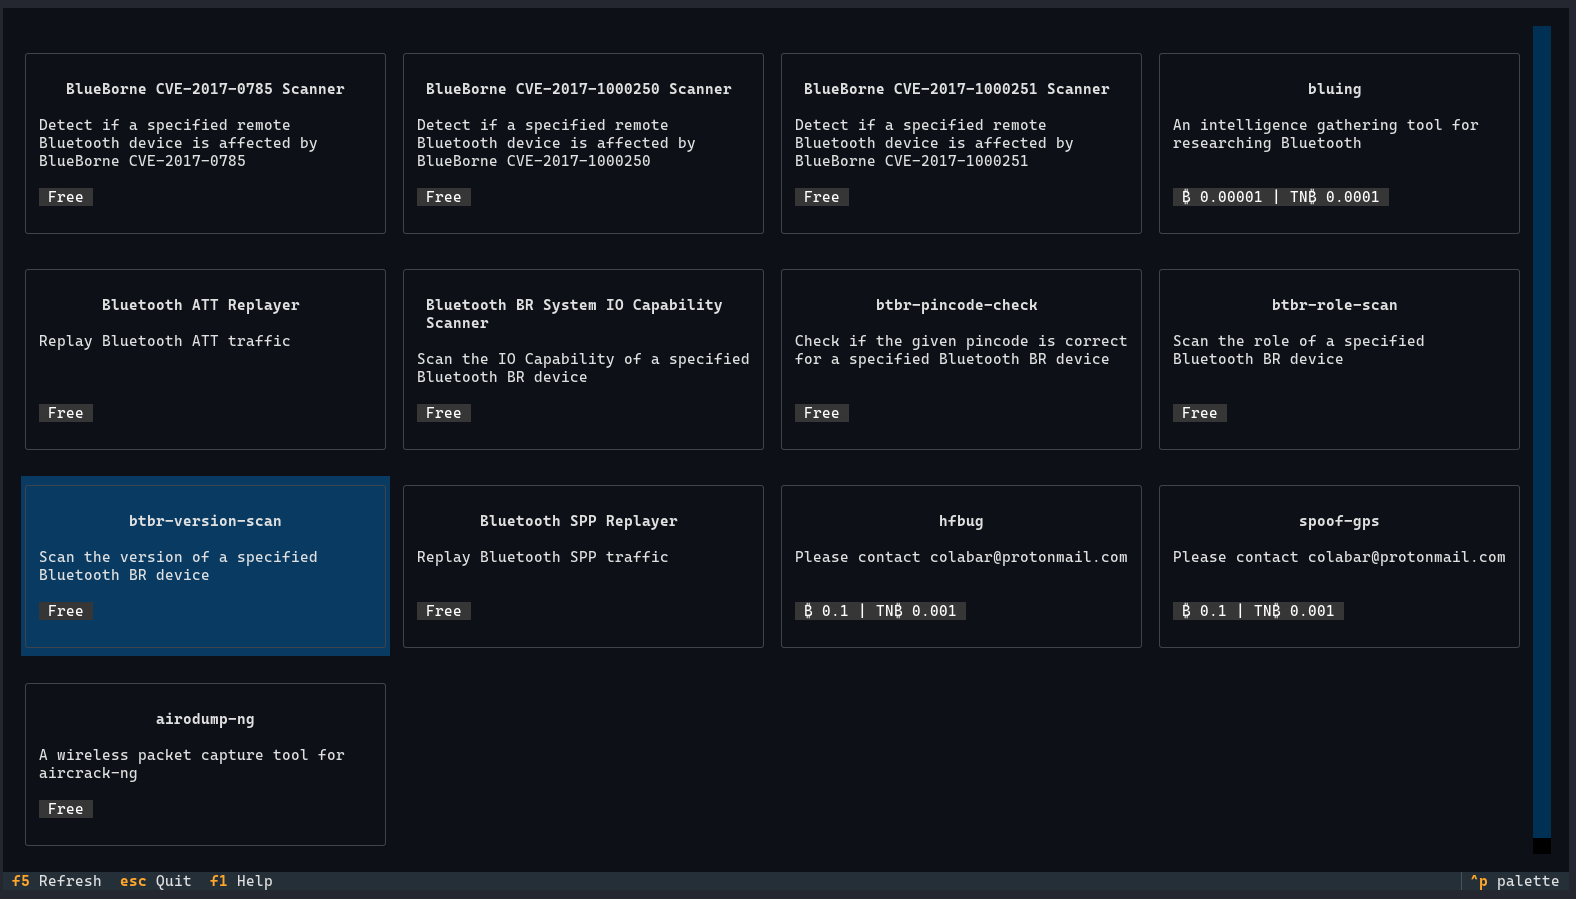 BlueBorne CVE-2017-0785 Scanner
Detect if a specified remote
Bluetooth device is affected by
BlueBorne CVE-2017-0785
Free
BlueBorne CVE-2017-1000250 Scanner
Detect if a specified remote
Bluetooth device is affected by
BlueBorne CVE-2017-1000250
Free
BlueBorne CVE-2017-1000251 Scanner
Detect if a specified remote
Bluetooth device is affected by
BlueBorne CVE-2017-1000251
Free
bluing
An intelligence gathering tool for
researching Bluetooth
₿ 0.00001 | TN₿ 0.0001
Bluetooth ATT Replayer
Replay Bluetooth ATT traffic
Free
Bluetooth BR System IO Capability
Scanner
Scan the IO Capability of a specified
Bluetooth BR device
Free
btbr-pincode-check
Check if the given pincode is correct
for a specified Bluetooth BR device
Free
btbr-role-scan
Scan the role of a specified
Bluetooth BR device
Free
btbr-version-scan
Scan the version of a specified
Bluetooth BR device
Free
Bluetooth SPP Replayer
Replay Bluetooth SPP traffic
Free
hfbug
Please contact colabar@protonmail.com
₿ 0.1 | TN₿ 0.001
spoof-gps
Please contact colabar@protonmail.com
₿ 0.1 | TN₿ 0.001
airodump-ng
A wireless packet capture tool for
aircrack-ng
Free
f5 Refresh esc Quit f1 Help ^p palette